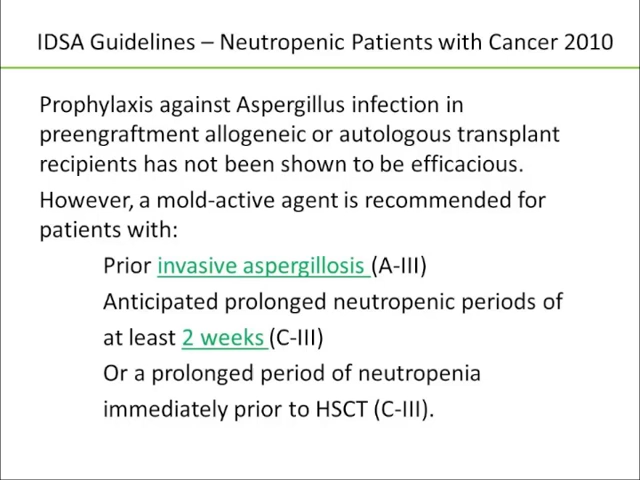 IDSA Guidelines – Neutropenic Patients with Cancer 2010
Prophylaxis against Aspergillus infection in
preengraftment allogeneic or autologous transplant
recipients has not been shown to be efficacious.
However, a mold-active agent is recommended for
patients with:
Prior invasive aspergillosis (A-III)
Anticipated prolonged neutropenic periods of
at least 2 weeks (C-III)
Or a prolonged period of neutropenia
immediately prior to HSCT (C-III).